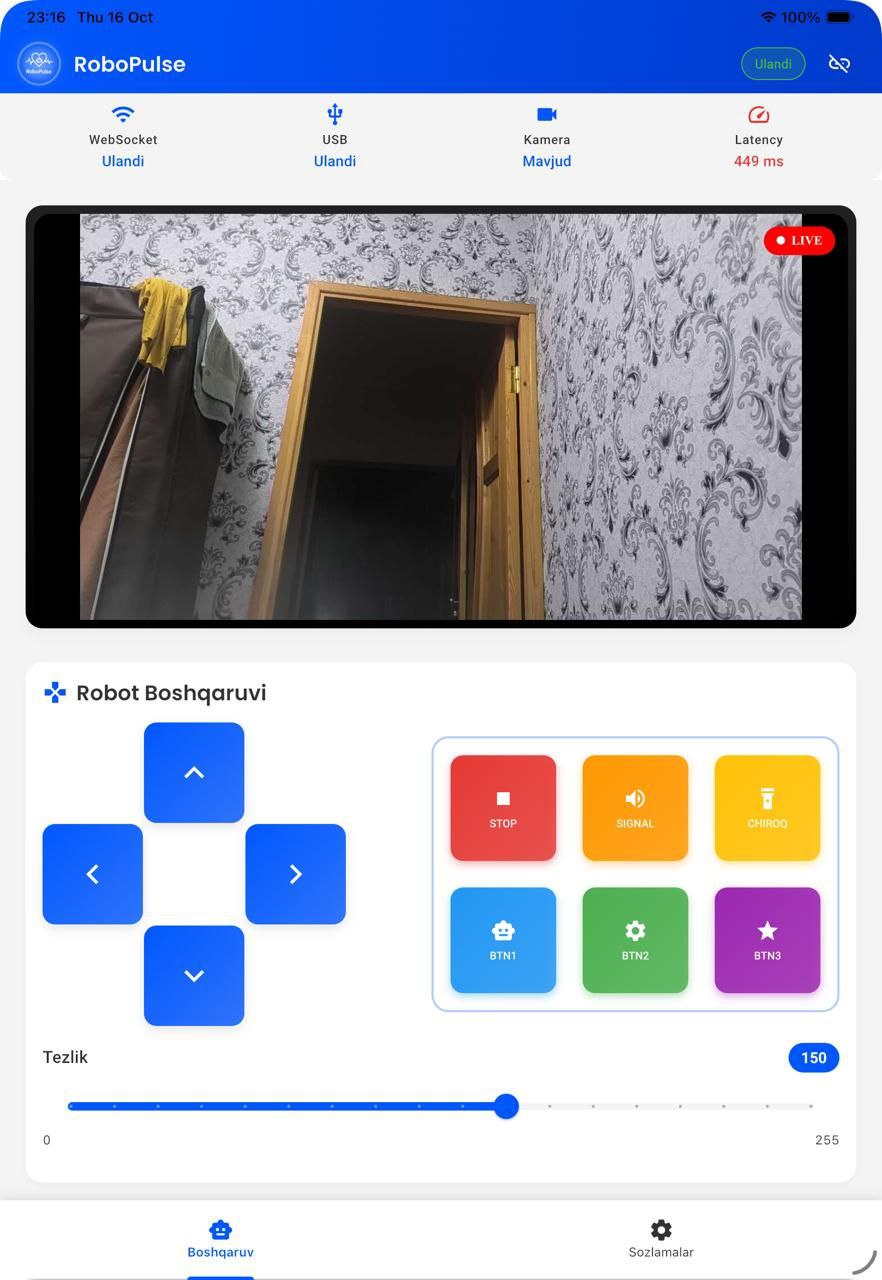 23:16 Thu 16 Oct
100%
RoboPulse
RoboPulse
Ulandi
WebSocket
Ulandi
USB
Ulandi
Kamera
Mavjud
Latency
449 ms
LIVE
Robot Boshqaruvi
STOP
SIGNAL
CHIROQ
BTN1
BTN2
BTN3
Tezlik
150
0
255
Boshqaruv
Sozlamalar